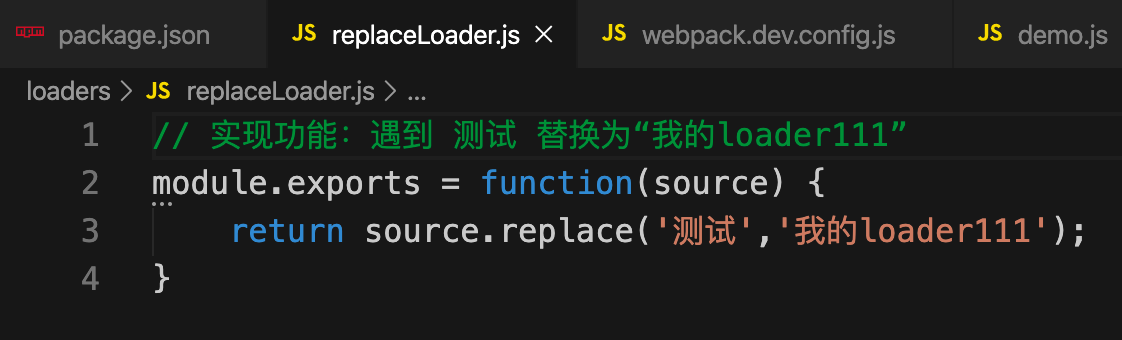 npm package.json JS replaceLoader.js × JS webpack.dev.config.js JS demo.js
loaders > JS replaceLoader.js > ...
1 // 实现功能：遇到 测试 替换为“我的loader111”
2 module.exports = function(source) {
3 return source.replace('测试','我的loader111');
4 }